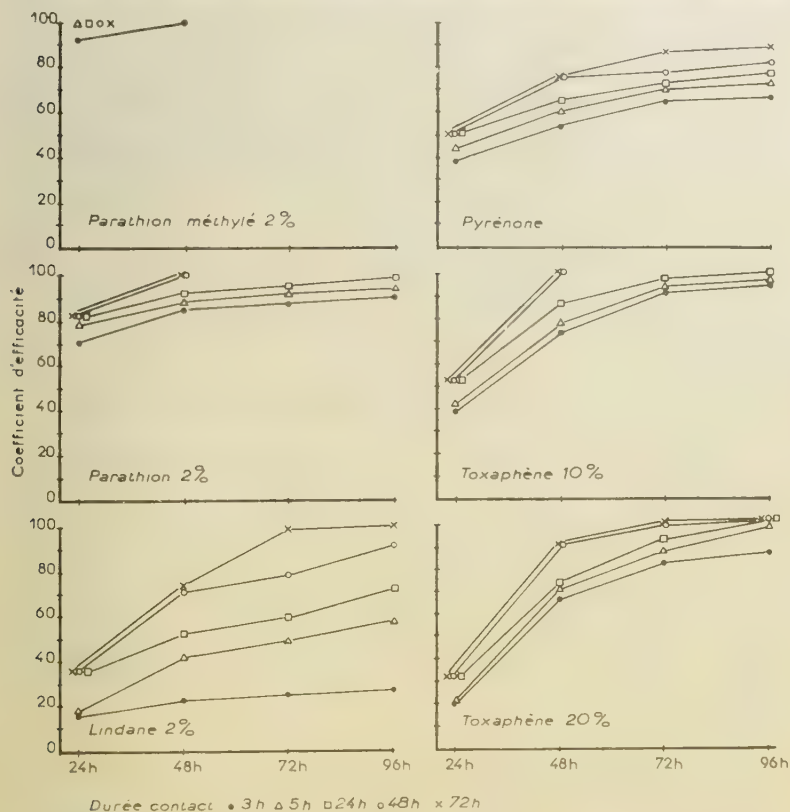 100
80
60
40
20
0
Parathion méthylé 2%
Pyrénone
100
80
60
40
20
0
Parathion 2%
Toxaphène 10%
Coefficient d'efficacité
100
80
60
40
20
0
Lindane 2%
Toxaphène 20%
24h 48h 72h 96h
24h 48h 72h 96h
Durée contact • 3h △ 5h □ 24h ○ 48h × 72h